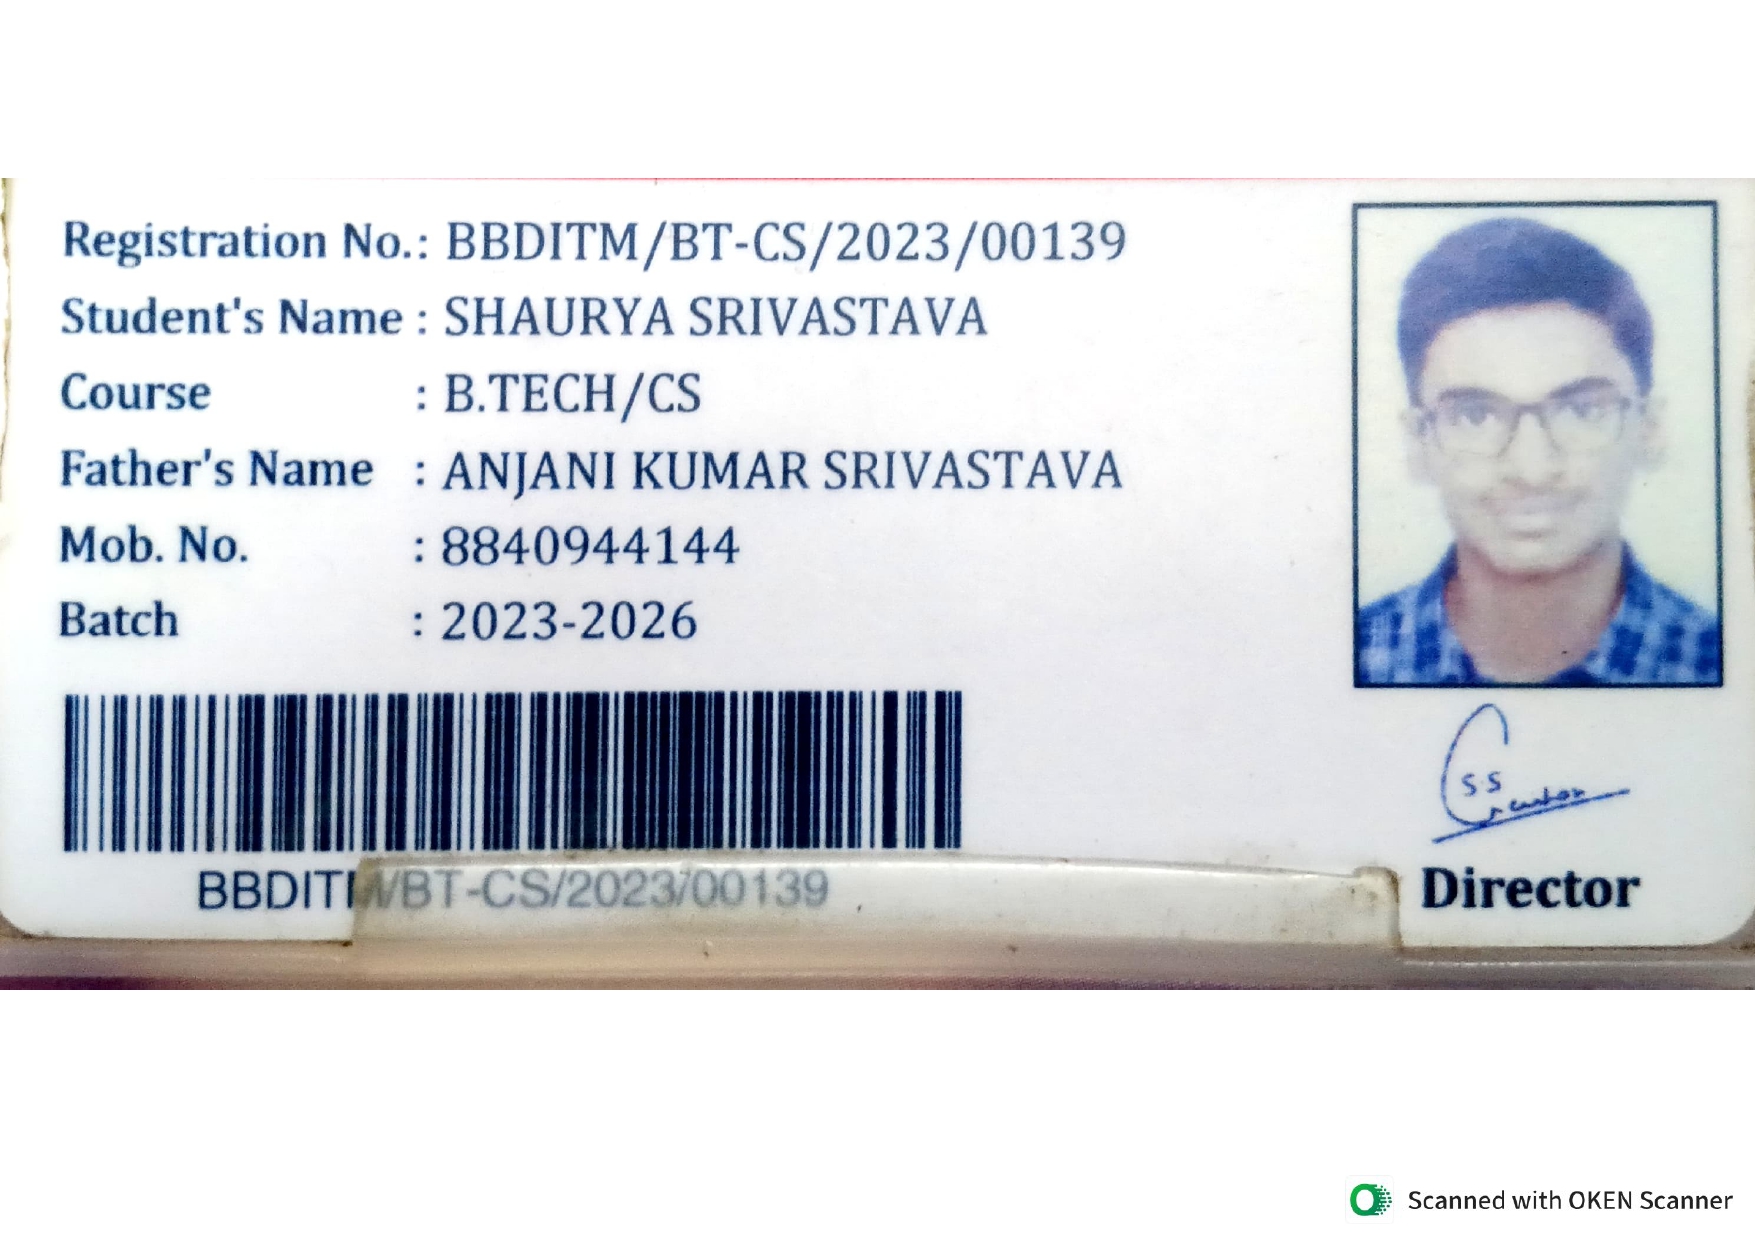 Registration No.: BBDITM/BT-CS/2023/00139
Student's Name : SHAURYA SRIVASTAVA
Course : B.TECH/CS
Father's Name : ANJANI KUMAR SRIVASTAVA
Mob. No. : 8840944144
Batch : 2023-2026
BBDITM/BT-CS/2023/00139
Director
Scanned with OKEN Scanner